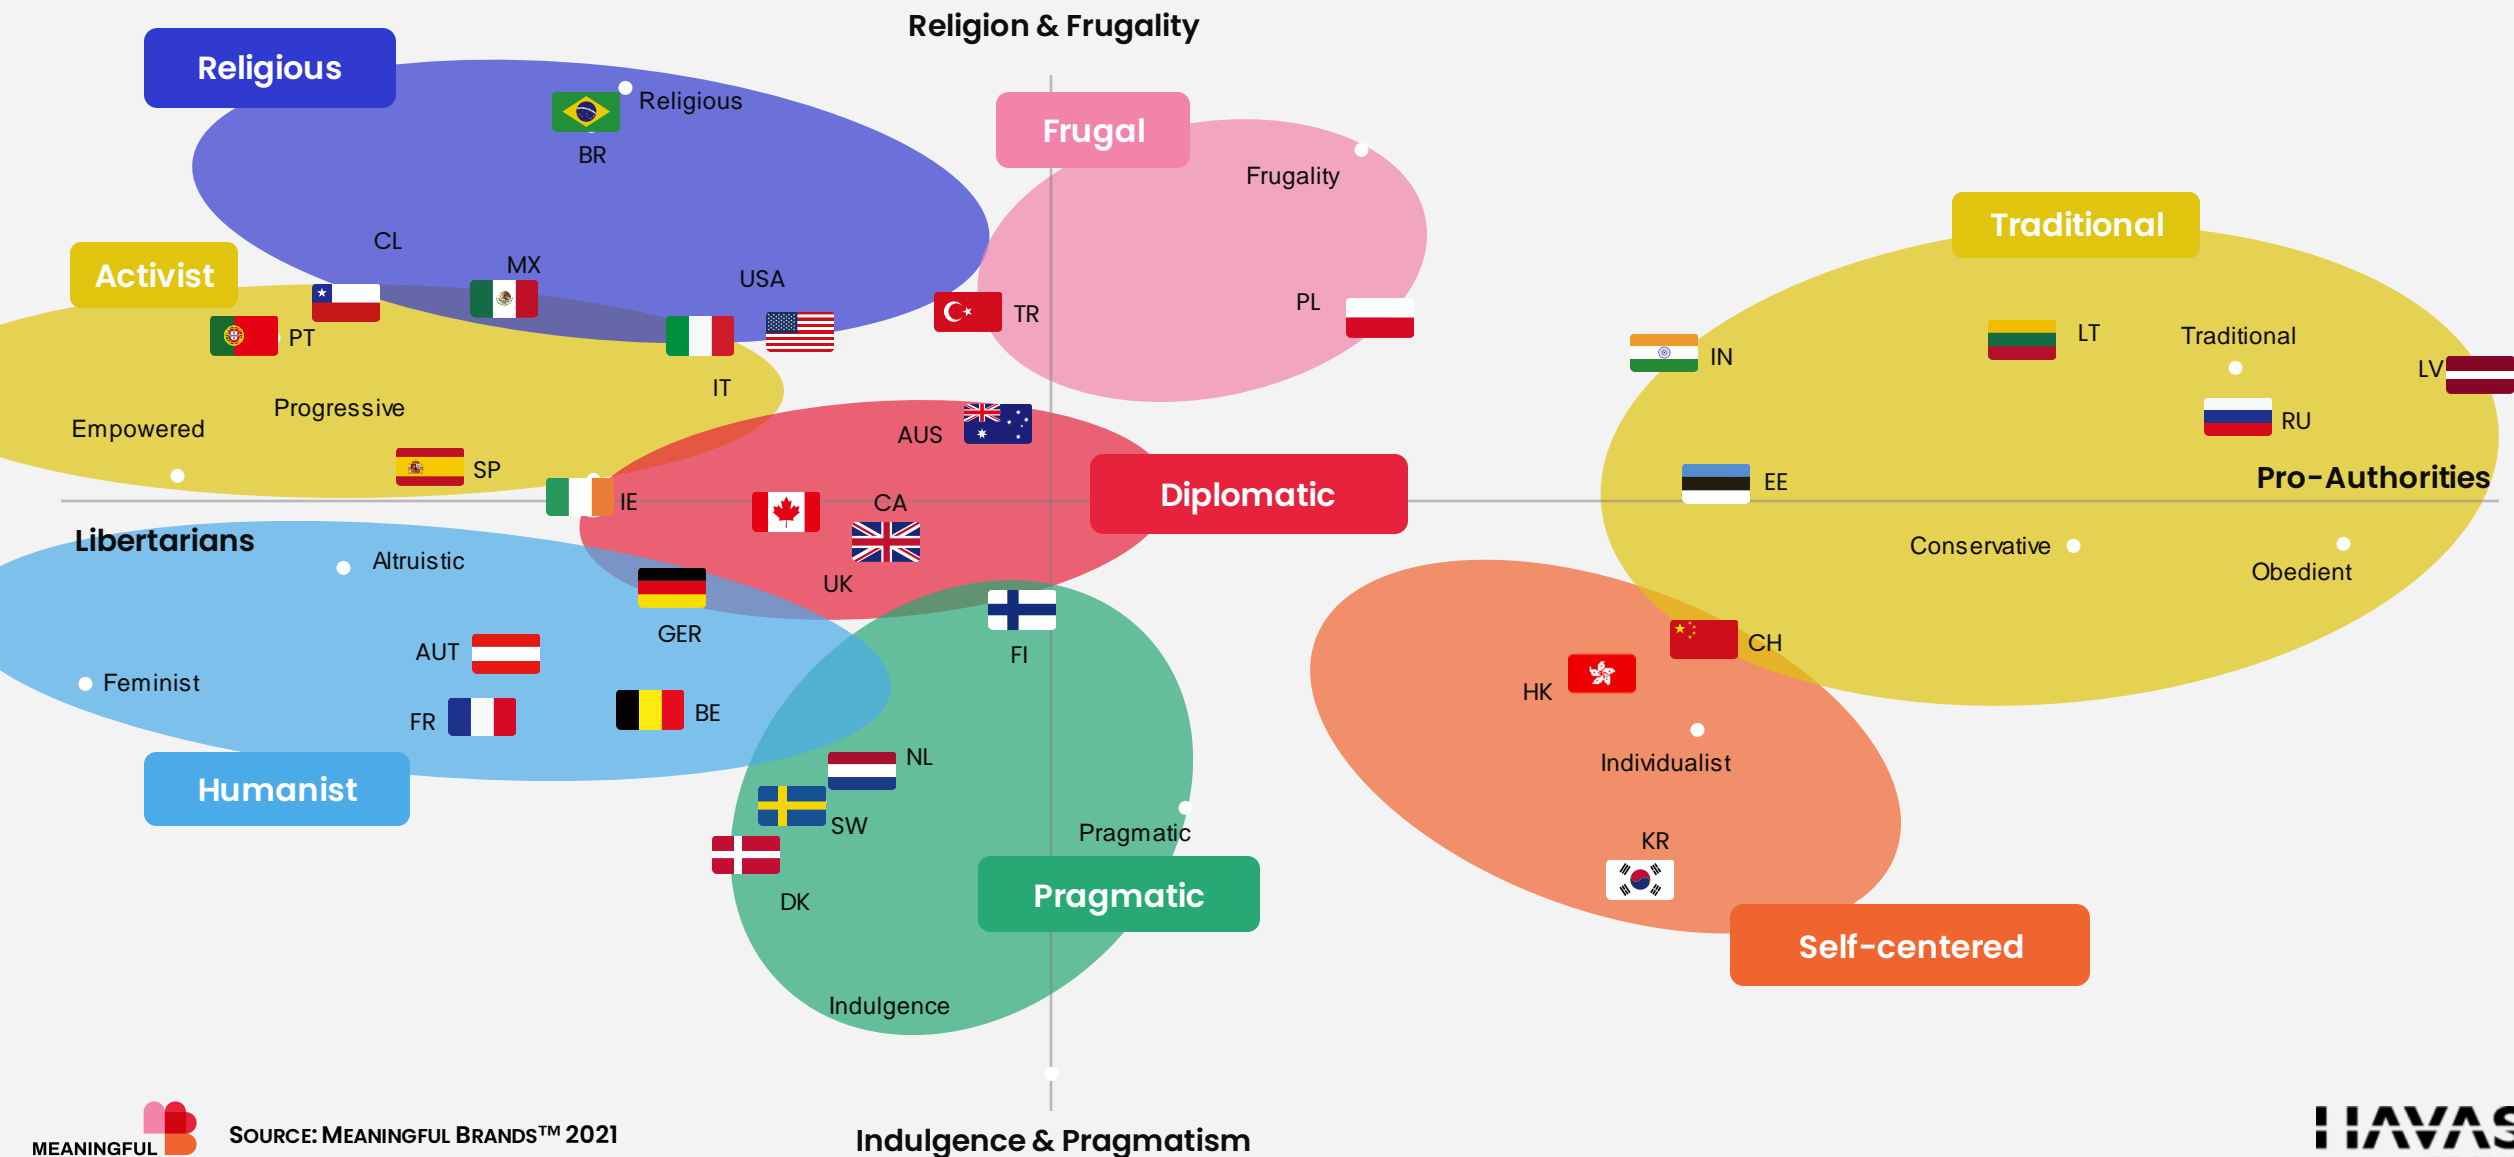 Religion & Frugality
Religious
Religious
BR
Frugal
Frugality
Traditional
CL
Activist
MX
USA
TR
PL
PT
IN
LT
Traditional
LV
IT
Progressive
Empowered
AUS
RU
SP
EE
Pro-Authorities
IE
CA
Diplomatic
Libertarians
Altruistic
UK
Conservative
Obedient
GER
AUT
FI
CH
Feminist
HK
FR
BE
NL
Individualist
Humanist
SW
Pragmatic
KR
DK
Pragmatic
Self-centered
Indulgence
MEANINGFUL
SOURCE: MEANINGFUL BRANDS™ 2021
Indulgence & Pragmatism
HAVAS